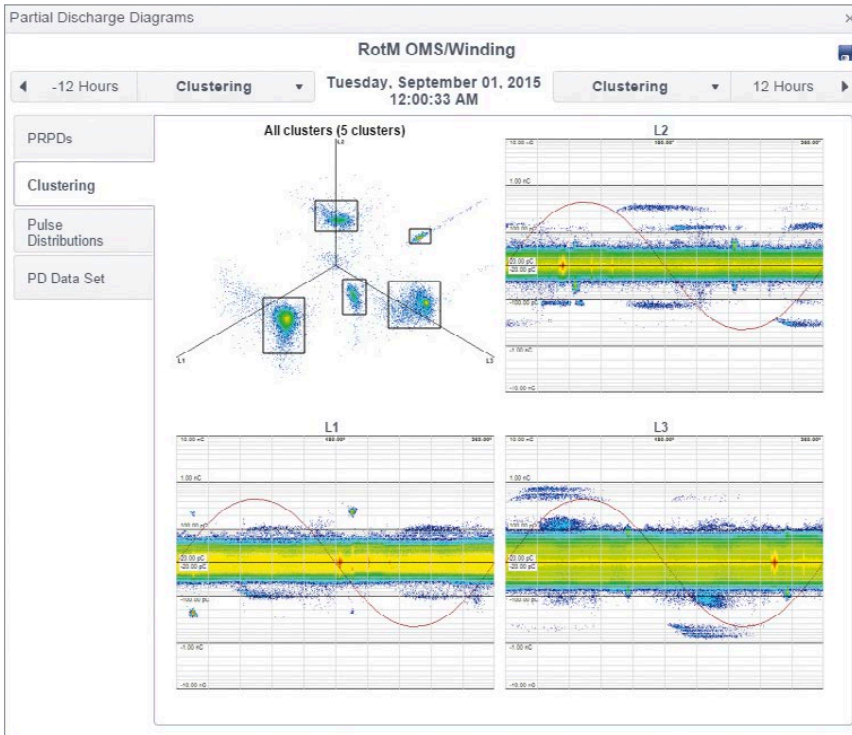 Partial Discharge Diagrams
RotM OMS/Winding
-12 Hours
Clustering
Tuesday, September 01, 2015
12:00:33 AM
Clustering
12 Hours
PRPDs
Clustering
Pulse
Distributions
PD Data Set
All clusters (5 clusters)
L2
L1
L3
L2
10.00 nC
180.00°
360.00°
1.00 nC
100.00 pC
20.00 pC
-20.00 pC
-100.00 pC
-1.00 nC
-10.00 nC
L1
10.00 nC
180.00°
360.00°
1.00 nC
100.00 pC
20.00 pC
-20.00 pC
-100.00 pC
-1.00 nC
-10.00 nC
L3
10.00 nC
180.00°
360.00°
1.00 nC
100.00 pC
20.00 pC
-20.00 pC
-100.00 pC
-1.00 nC
-10.00 nC